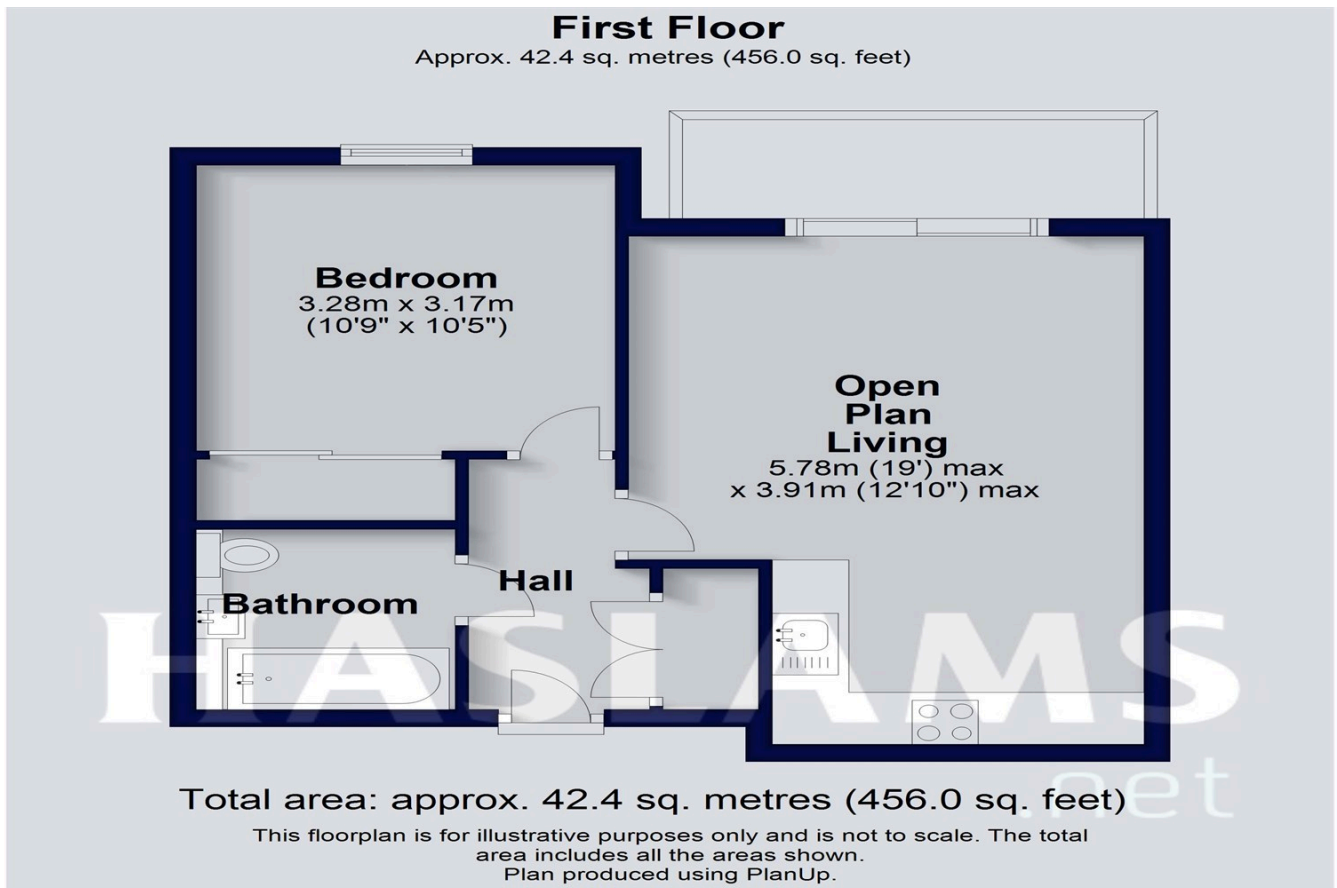 First Floor
Approx. 42.4 sq. metres (456.0 sq. feet)
Bedroom
3.28m x 3.17m
(10'9" x 10'5")
Open
Plan
Living
5.78m (19') max
x 3.91m (12'10") max
Hall
Bathroom
HASLAMS
.net
Total area: approx. 42.4 sq. metres (456.0 sq. feet)
This floorplan is for illustrative purposes only and is not to scale. The total
area includes all the areas shown.
Plan produced using PlanUp.